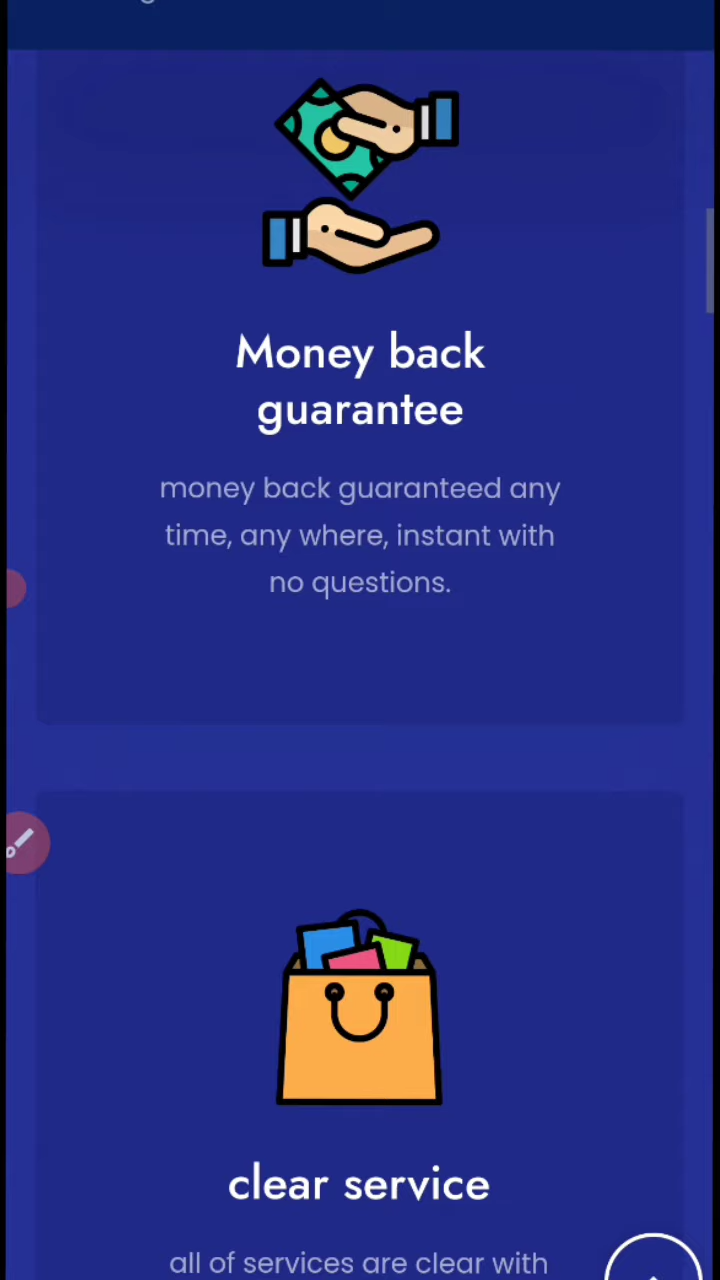 Money back
guarantee
money back guaranteed any
time, any where, instant with
no questions.
clear service
all of services are clear with